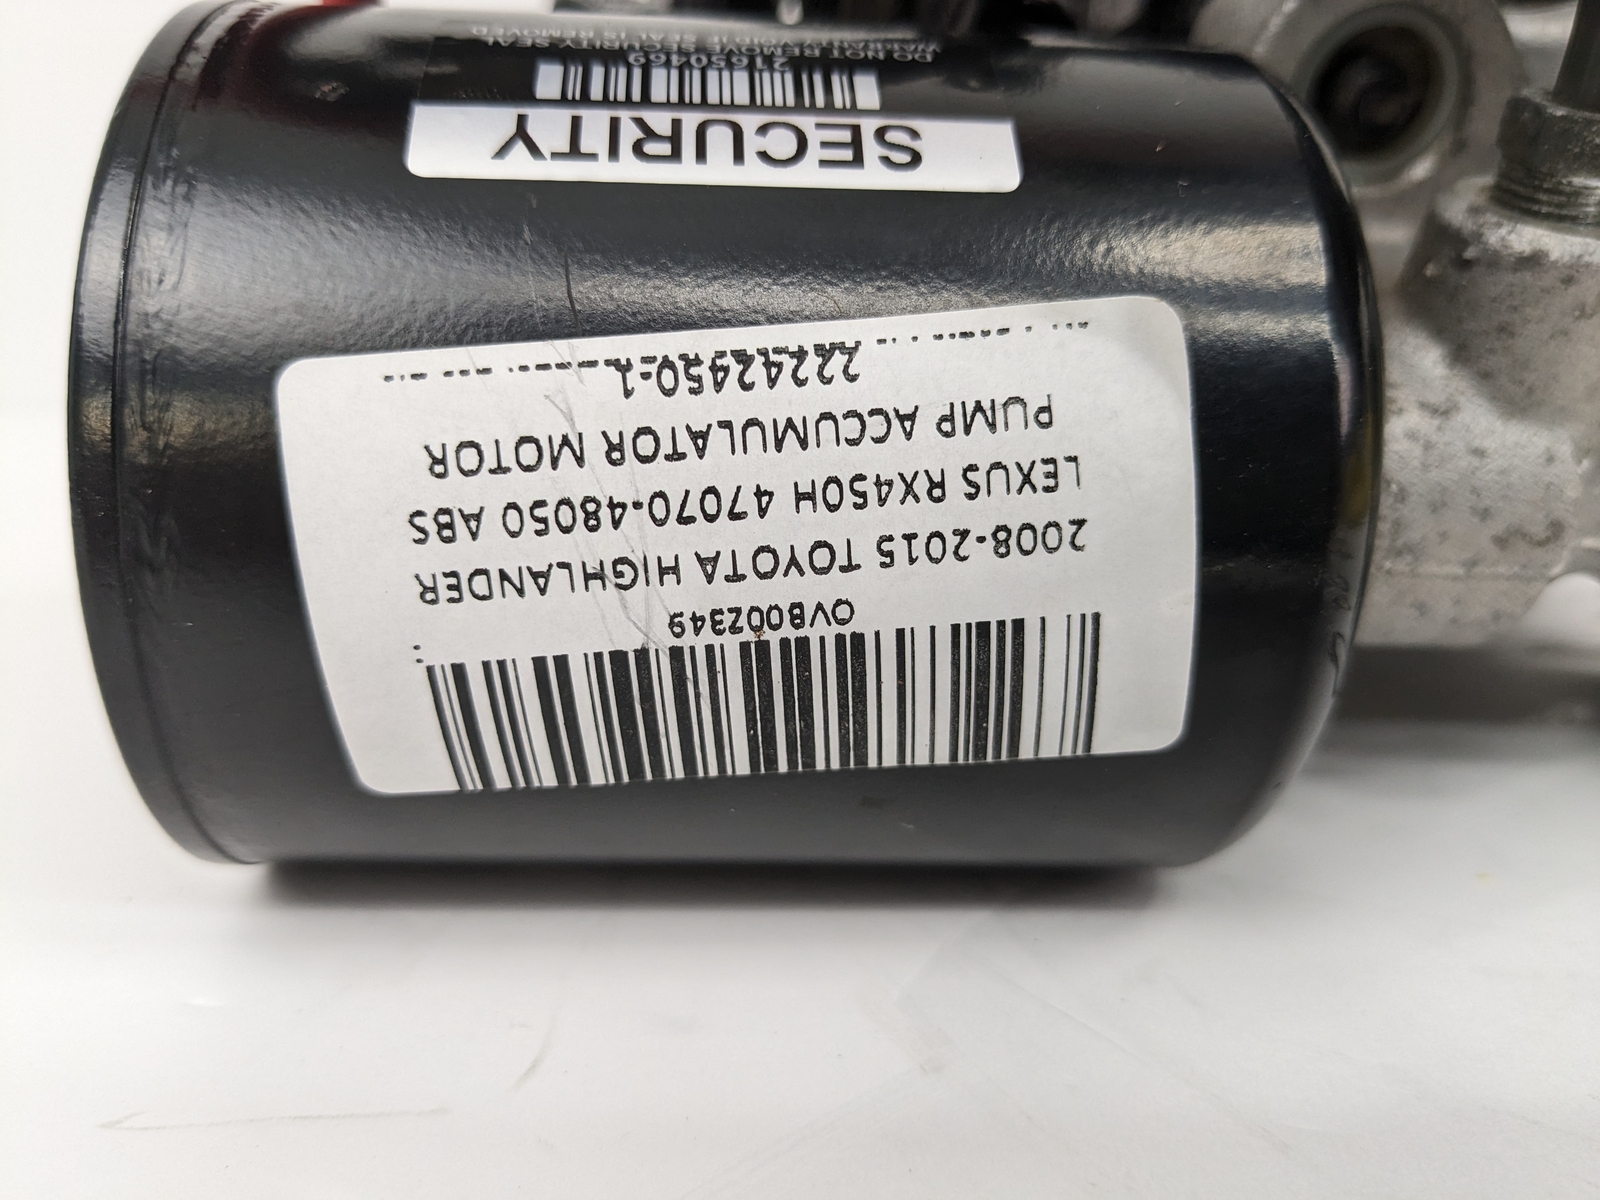 OVB002349
2008-2015 TOYOTA HIGHLANDER
LEXUS RX450H 47070-48050 ABS
PUMP ACCUMULATOR MOTOR
2242450-1
SECURITY
21650469
DO NOT REMOVE SECURITY SEAL
WARRANTY VOID IF SEAL IS REMOVED